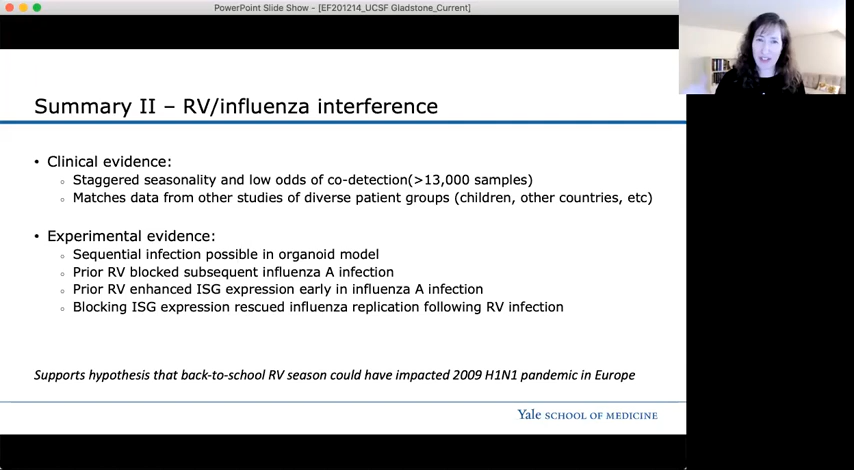 PowerPoint Slide Show - [EF201214_UCSF Gladstone_Current]
Summary II – RV/influenza interference
• Clinical evidence:
◦ Staggered seasonality and low odds of co-detection(>13,000 samples)
◦ Matches data from other studies of diverse patient groups (children, other countries, etc)
• Experimental evidence:
◦ Sequential infection possible in organoid model
◦ Prior RV blocked subsequent influenza A infection
◦ Prior RV enhanced ISG expression early in influenza A infection
◦ Blocking ISG expression rescued influenza replication following RV infection
Supports hypothesis that back-to-school RV season could have impacted 2009 H1N1 pandemic in Europe
Yale SCHOOL OF MEDICINE